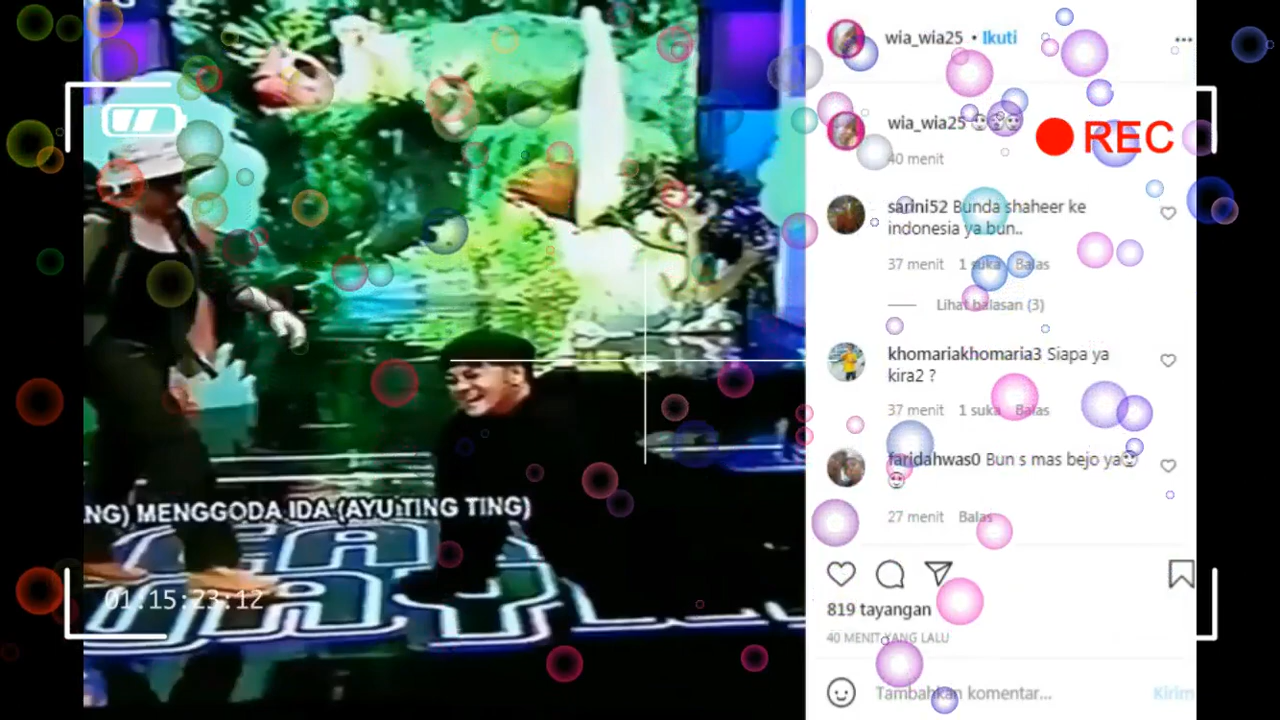 NG) MENGGODA IDA (AYU TING TING)
01:15:23:12
wia_wia25 • Ikuti
wia_wia25
REC
40 menit
sarini52 Bunda shaheer ke
indonesia ya bun..
37 menit 1 suka Balas
Lihat balasan (3)
khomariakhomaria3 Siapa ya
kira2 ?
37 menit 1 suka Balas
faridahwas0 Bun s mas bejo ya
27 menit Balas
819 tayangan
40 MENIT YANG LALU
Tambahkan komentar...
Kirim